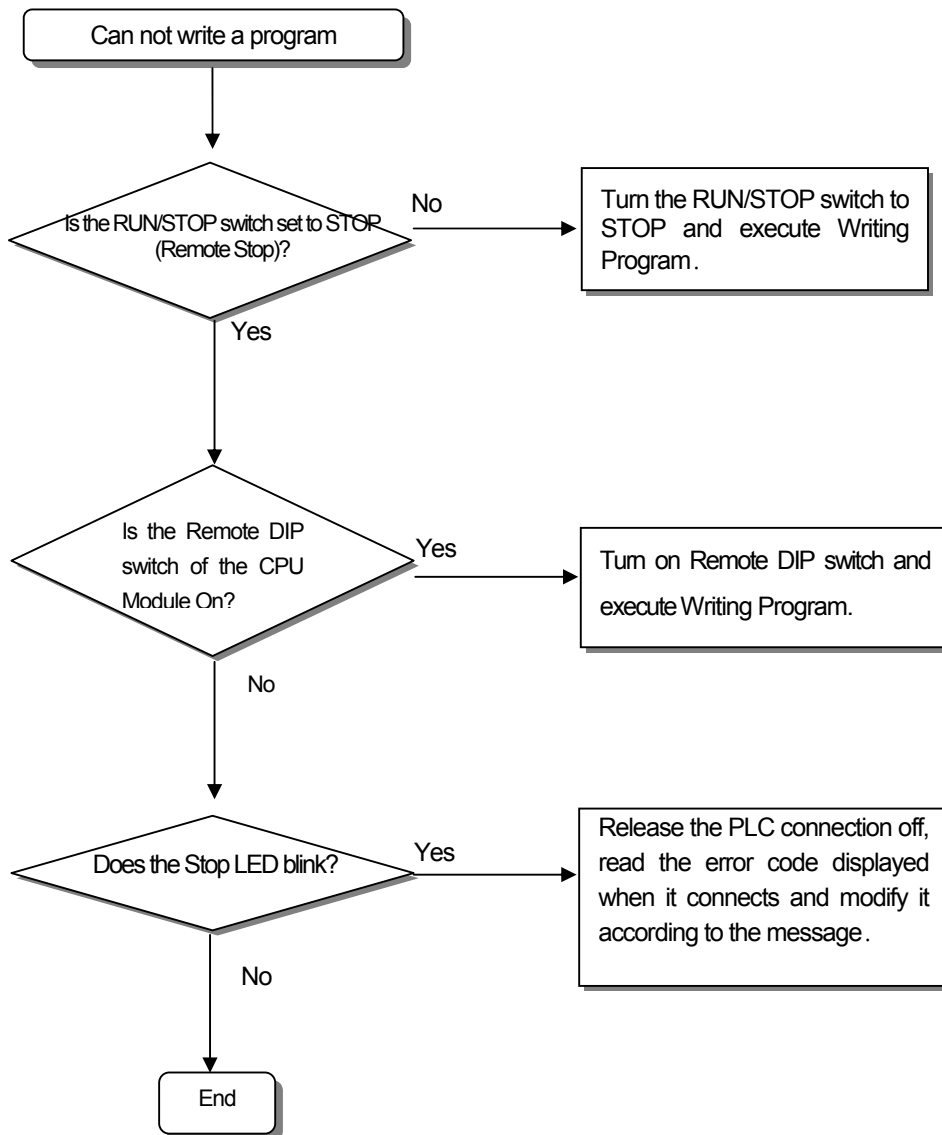 Can not write a program
Is the RUN/STOP switch set to STOP
(Remote Stop)?
No
Turn the RUN/STOP switch to
STOP and execute Writing
Program.
Yes
Is the Remote DIP
switch of the CPU
Module On?
Yes
Turn on Remote DIP switch and
execute Writing Program.
No
Does the Stop LED blink?
Yes
Release the PLC connection off,
read the error code displayed
when it connects and modify it
according to the message.
No
End